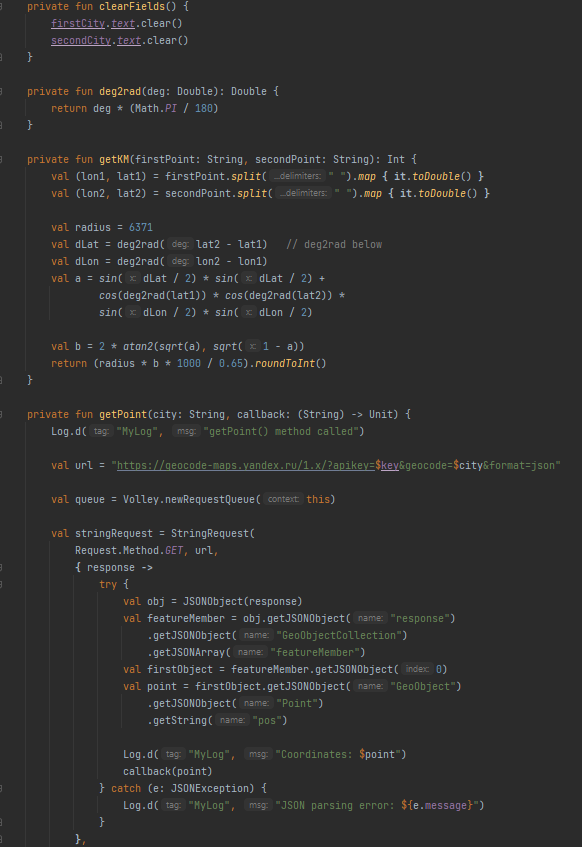 private fun clearFields() {
firstCity.text.clear()
secondCity.text.clear()
}
private fun deg2rad(deg: Double): Double {
return deg * (Math.PI / 180)
}
private fun getKM(firstPoint: String, secondPoint: String): Int {
val (lon1, lat1) = firstPoint.split( ...delimiters: " ").map { it.toDouble() }
val (lon2, lat2) = secondPoint.split( ...delimiters: " ").map { it.toDouble() }
val radius = 6371
val dLat = deg2rad( deg: lat2 - lat1)   // deg2rad below
val dLon = deg2rad( deg: lon2 - lon1)
val a = sin( x: dLat / 2) * sin( x: dLat / 2) +
cos(deg2rad(lat1)) * cos(deg2rad(lat2)) *
sin( x: dLon / 2) * sin( x: dLon / 2)
val b = 2 * atan2(sqrt(a), sqrt( x: 1 - a))
return (radius * b * 1000 / 0.65).roundToInt()
}
private fun getPoint(city: String, callback: (String) -> Unit) {
Log.d( tag: "MyLog", msg: "getPoint() method called")
val url = "https://geocode-maps.yandex.ru/1.x/?apikey=$key&geocode=$city&format=json"
val queue = Volley.newRequestQueue( context: this)
val stringRequest = StringRequest(
Request.Method.GET, url,
{ response ->
try {
val obj = JSONObject(response)
val featureMember = obj.getJSONObject( name: "response")
.getJSONObject( name: "GeoObjectCollection")
.getJSONArray( name: "featureMember")
val firstObject = featureMember.getJSONObject( index: 0)
val point = firstObject.getJSONObject( name: "GeoObject")
.getJSONObject( name: "Point")
.getString( name: "pos")
Log.d( tag: "MyLog", msg: "Coordinates: $point")
callback(point)
} catch (e: JSONException) {
Log.d( tag: "MyLog", msg: "JSON parsing error: ${e.message}")
}
},